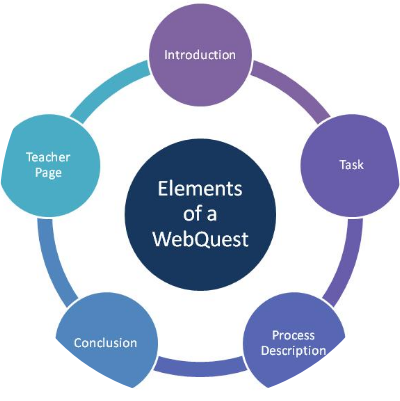 Introduction
Task
Process
Description
Conclusion
Teacher
Page
Elements
of a
WebQuest